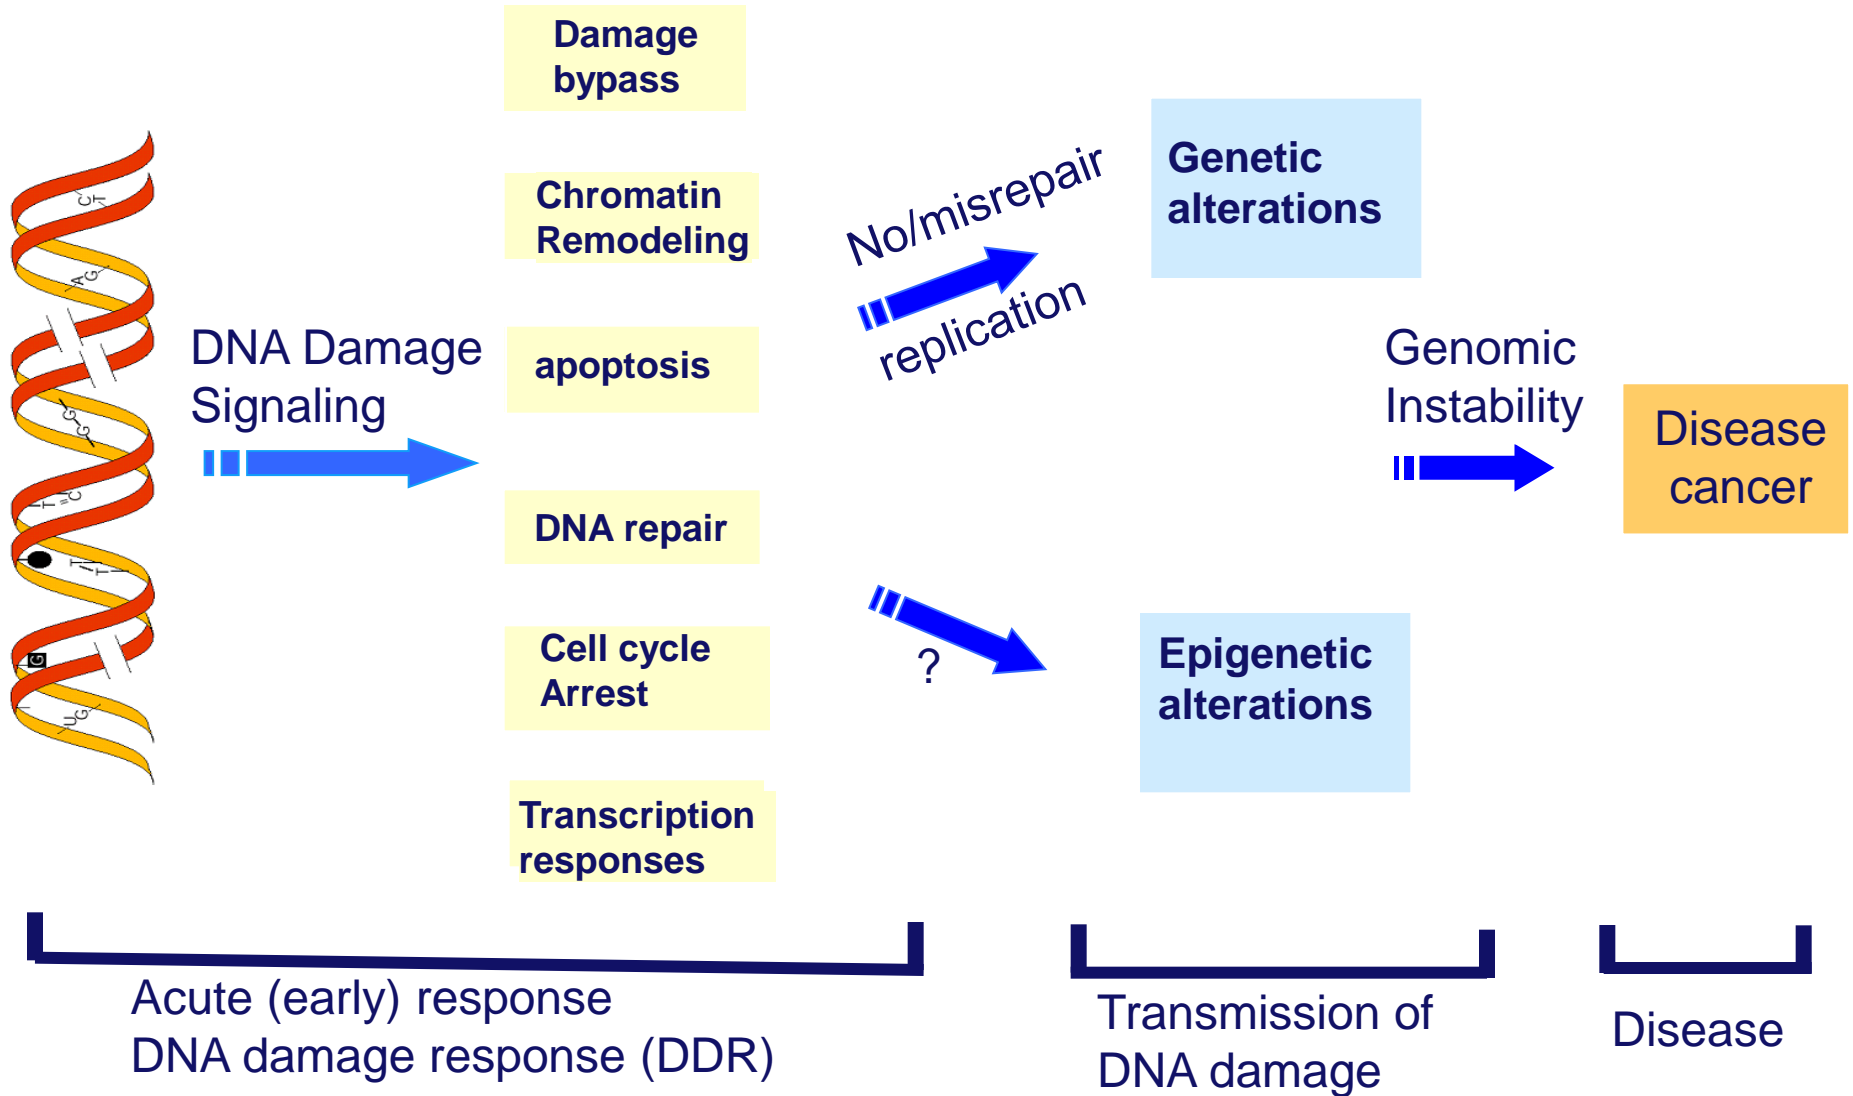 Damage
bypass
Chromatin
Remodeling
apoptosis
DNA repair
Cell cycle
Arrest
Transcription
responses
DNA Damage
Signaling
No/misrepair
replication
?
Genetic
alterations
Epigenetic
alterations
Genomic
Instability
Disease
cancer
C T
A G
G G
T C
T T
G
U G
Acute (early) response
DNA damage response (DDR)
Transmission of
DNA damage
Disease